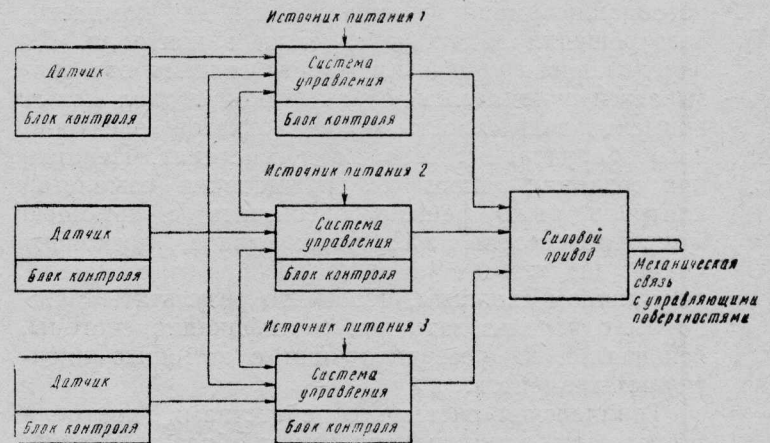 Источник питания 1
Датчик
Блок контроля
Система
управления
Блок контроля
Источник питания 2
Датчик
Блок контроля
Система
управления
Блок контроля
Силовой
привод
Механическая
связь
с управляющими
поверхностями
Источник питания 3
Датчик
Блок контроля
Система
управления
Блок контроля